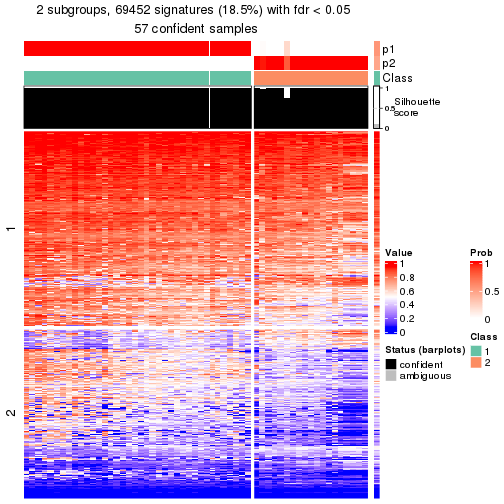 2 subgroups, 69452 signatures (18.5%) with fdr < 0.05
57 confident samples
p1
p2
Class
1
0.5
0
Silhouette
score
1
2
Value
1
0.8
0.6
0.4
0.2
0
Prob
1
0.5
0
Status (barplots)
confident
ambiguous
Class
1
2